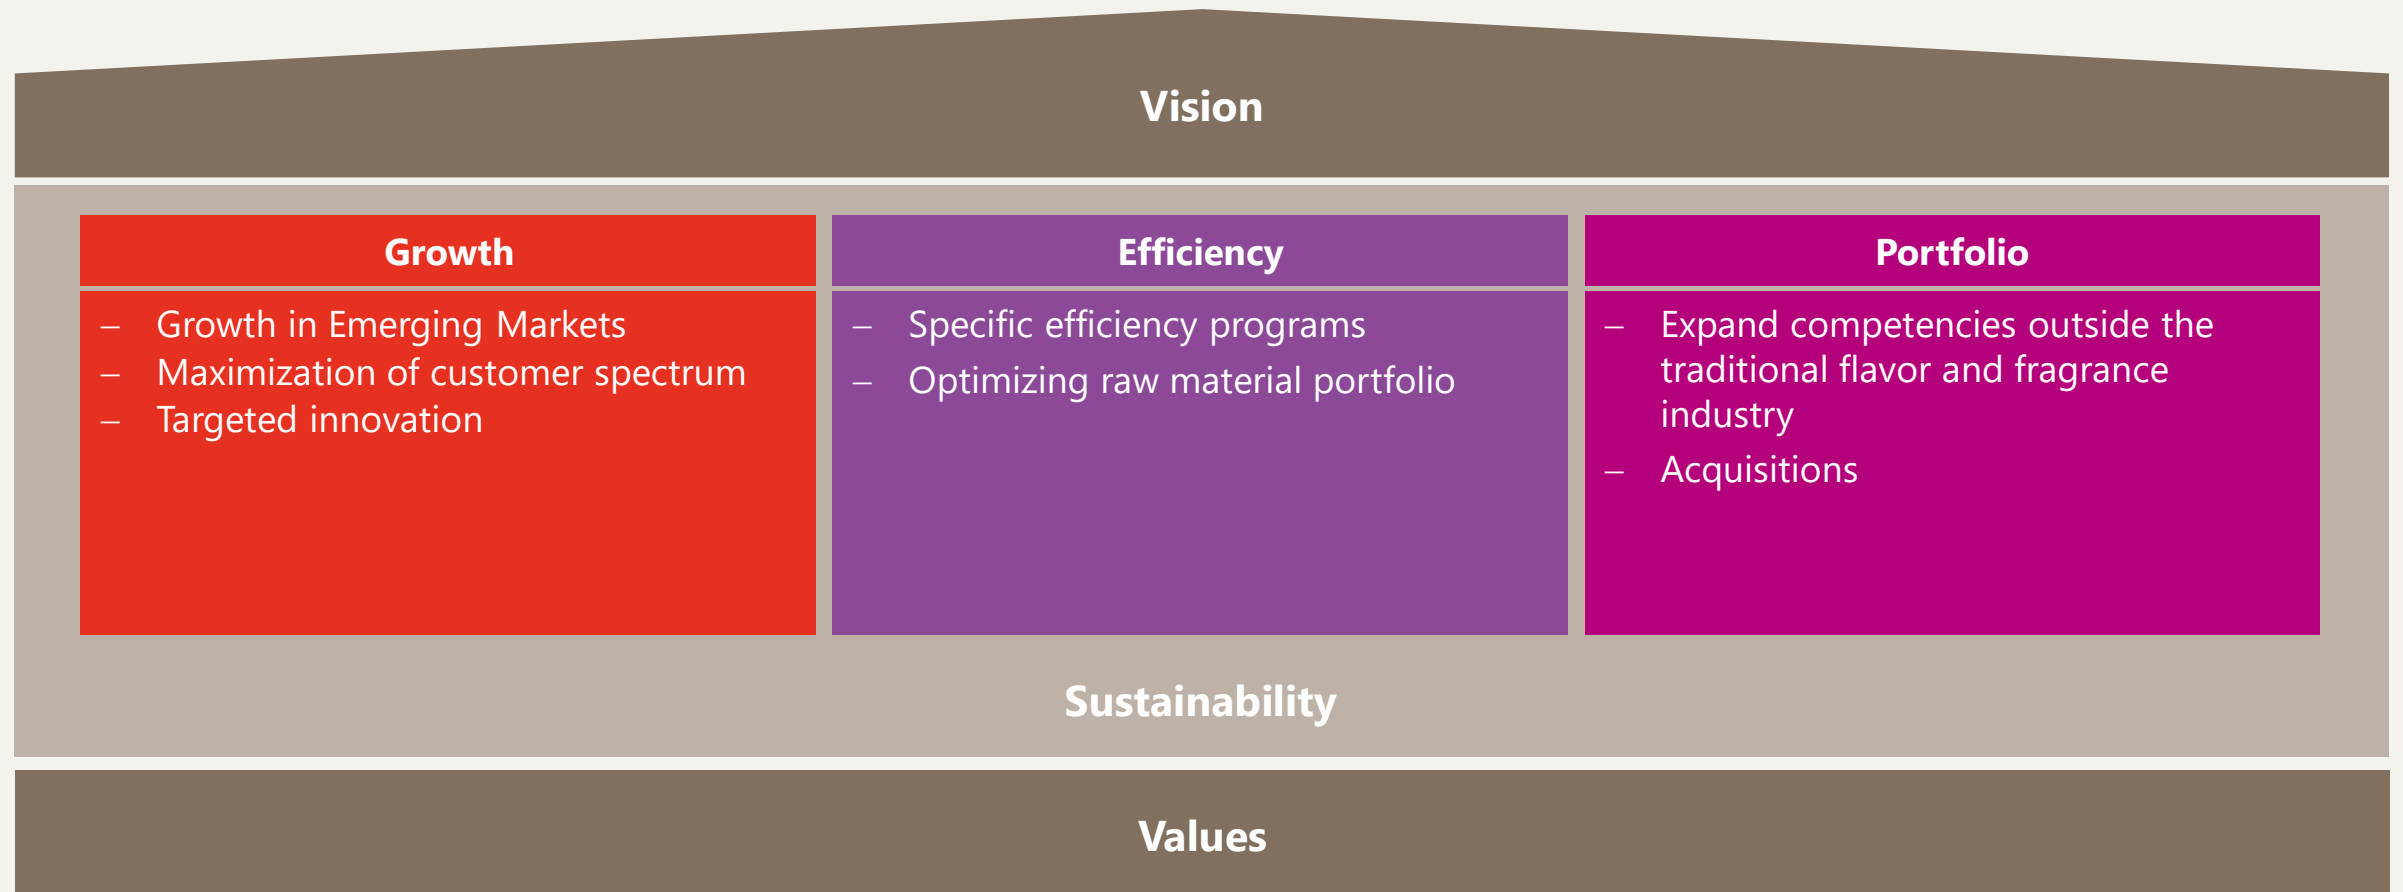 Vision
Growth
– Growth in Emerging Markets
– Maximization of customer spectrum
– Targeted innovation
Efficiency
– Specific efficiency programs
– Optimizing raw material portfolio
Portfolio
– Expand competencies outside the
traditional flavor and fragrance
industry
– Acquisitions
Sustainability
Values